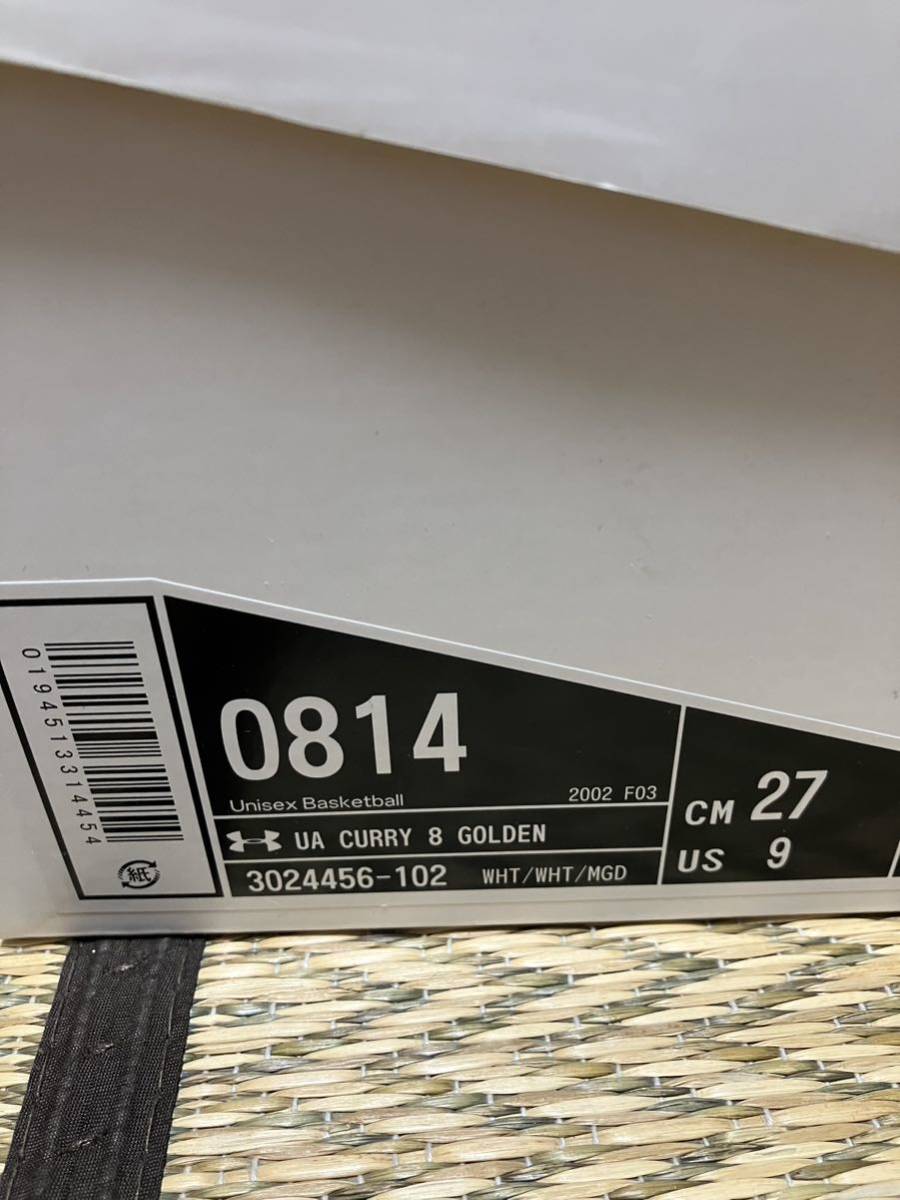 0194513314454
紙
0814
Unisex Basketball 2002 F03
UA CURRY 8 GOLDEN
3024456-102 WHT/WHT/MGD
CM 27
US 9